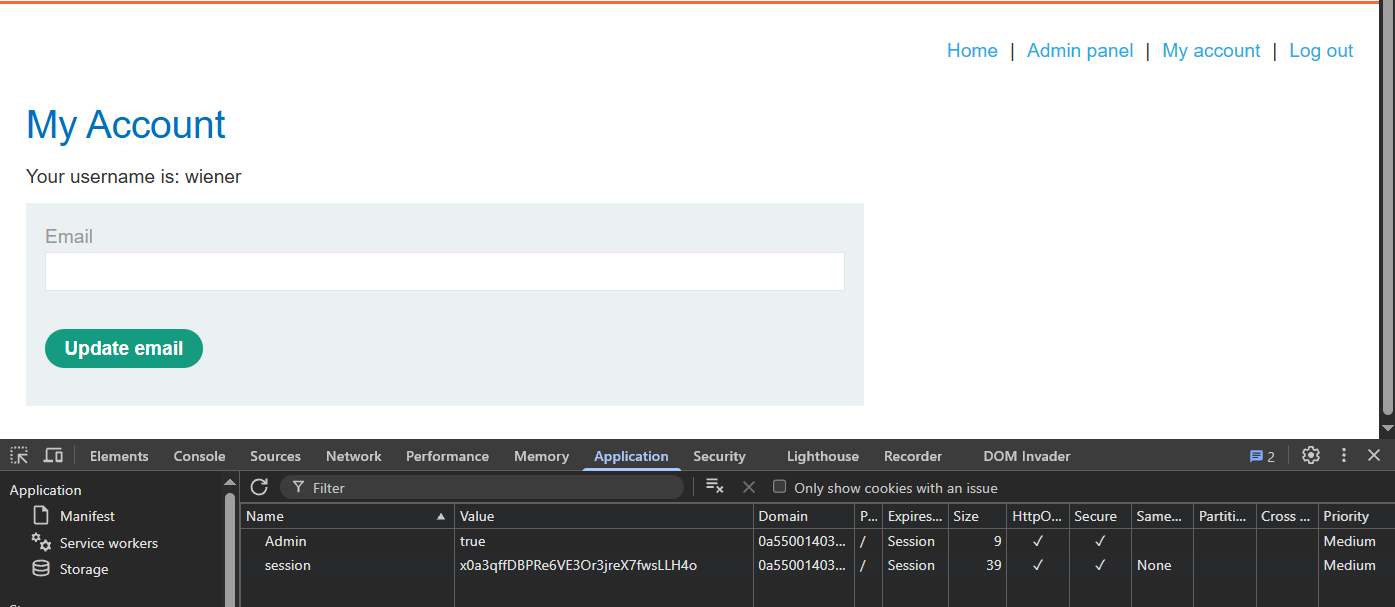 Home | Admin panel | My account | Log out
My Account
Your username is: wiener
Email
Update email
Elements Console Sources Network Performance Memory Application Security Lighthouse Recorder DOM Invader 2
Application
Filter
Only show cookies with an issue
Manifest
Service workers
Storage
Name Value Domain P... Expires... Size HttpO... Secure Same... Partiti... Cross ... Priority
Admin true 0a55001403... / Session 9 ✓ ✓ Medium
session x0a3qffDBPRe6VE3Or3jreX7fwsLLH4o 0a55001403... / Session 39 ✓ ✓ None Medium